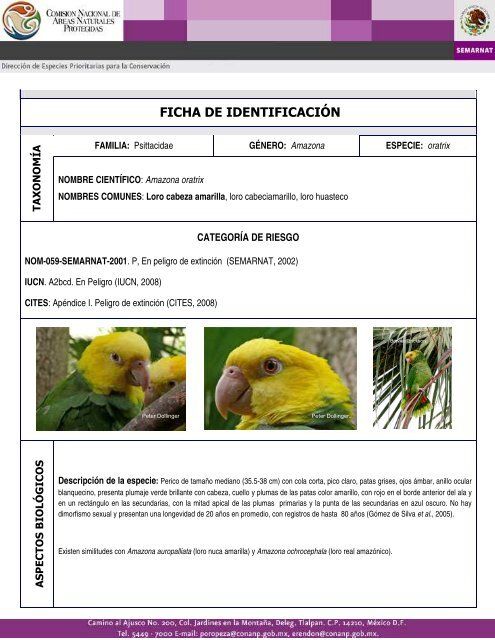 COMISIÓN NACIONAL DE
ÁREAS NATURALES
PROTEGIDAS
SEMARNAT
Dirección de Especies Prioritarias para la Conservación
FICHA DE IDENTIFICACIÓN
TAXONOMÍA
FAMILIA: Psittacidae
GÉNERO: Amazona
ESPECIE: oratrix
NOMBRE CIENTÍFICO: Amazona oratrix
NOMBRES COMUNES: Loro cabeza amarilla, loro cabeciamarillo, loro huasteco
CATEGORÍA DE RIESGO
NOM-059-SEMARNAT-2001. P, En peligro de extinción (SEMARNAT, 2002)
IUCN. A2bcd. En Peligro (IUCN, 2008)
CITES: Apéndice I. Peligro de extinción (CITES, 2008)
Peter Dollinger
Peter Dollinger
ASPECTOS BIOLÓGICOS
Descripción de la especie: Perico de tamaño mediano (35.5-38 cm) con cola corta, pico claro, patas grises, ojos ámbar, anillo ocular
blanquecino, presenta plumaje verde brillante con cabeza, cuello y plumas de las patas color amarillo, con rojo en el borde anterior del ala y
en un rectángulo en las secundarias, con la mitad apical de las plumas primarias y la punta de las secundarias en azul oscuro. No hay
dimorfismo sexual y presentan una longevidad de 20 años en promedio, con registros de hasta 80 años (Gómez de Silva et al., 2005).
Existen similitudes con Amazona auropalliata (loro nuca amarilla) y Amazona ochrocephala (loro real amazónico).
Camino al Ajusco No. 200, Col. Jardines en la Montaña, Deleg. Tlalpan. C.P. 14210, México D.F.
Tel. 5449 - 7000 E-mail: poropeza@conanp.gob.mx, erendon@conanp.gob.mx.